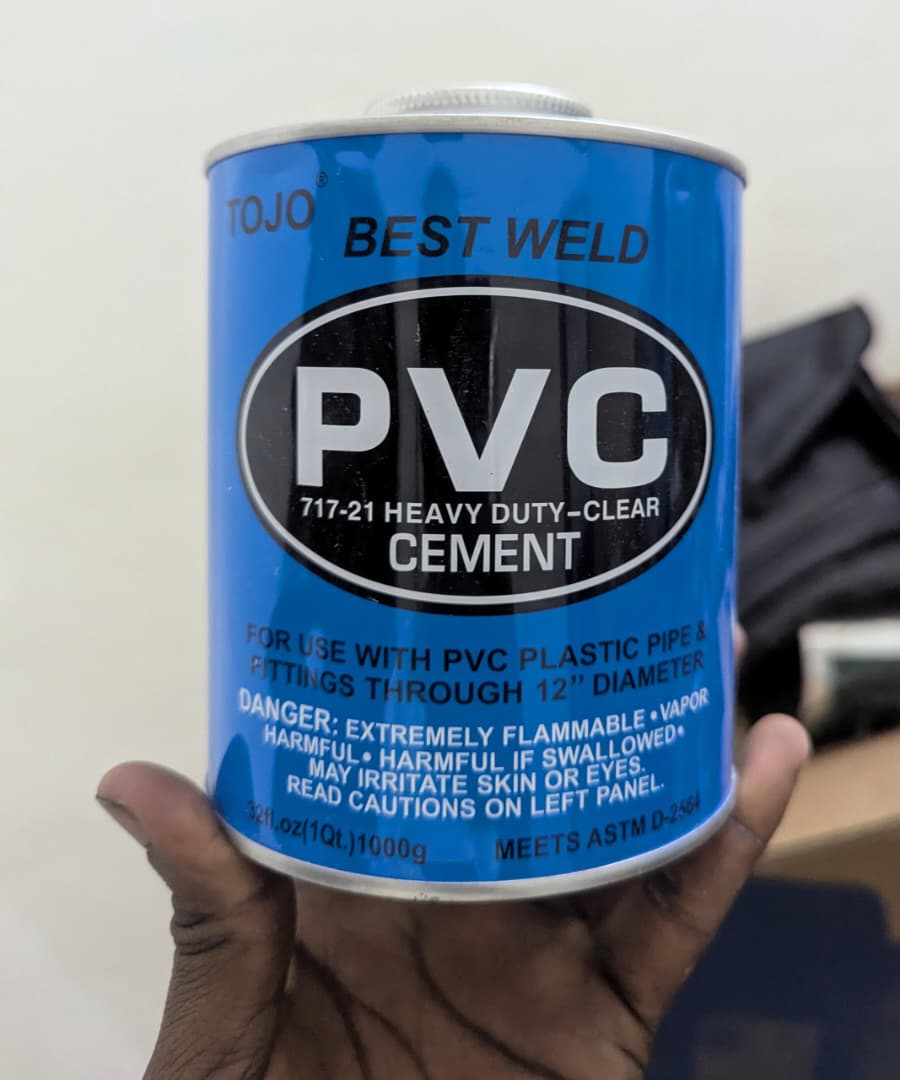 TOJO®
BEST WELD
PVC
717-21 HEAVY DUTY-CLEAR
CEMENT
FOR USE WITH PVC PLASTIC PIPE &
FITTINGS THROUGH 12” DIAMETER
DANGER: EXTREMELY FLAMMABLE • VAPOR
HARMFUL • HARMFUL IF SWALLOWED •
MAY IRRITATE SKIN OR EYES.
READ CAUTIONS ON LEFT PANEL.
32fl.oz(1Qt.)1000g
MEETS ASTM D-2564